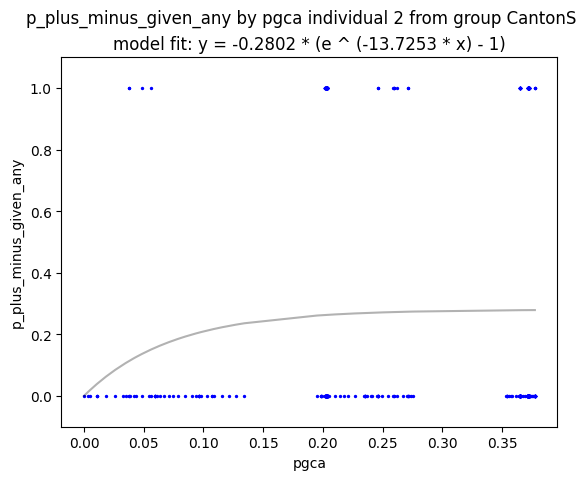 p_plus_minus_given_any by pgca individual 2 from group CantonS
model fit: y = -0.2802 * (e ^ (-13.7253 * x) - 1)
1.0
0.8
0.6
0.4
0.2
0.0
p_plus_minus_given_any
0.00 0.05 0.10 0.15 0.20 0.25 0.30 0.35
pgca